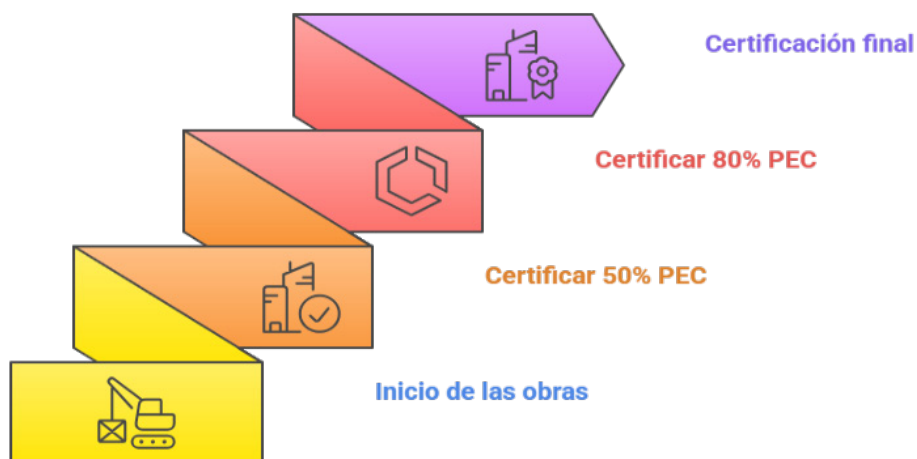 Certificación final
Certificar 80% PEC
Certificar 50% PEC
Inicio de las obras